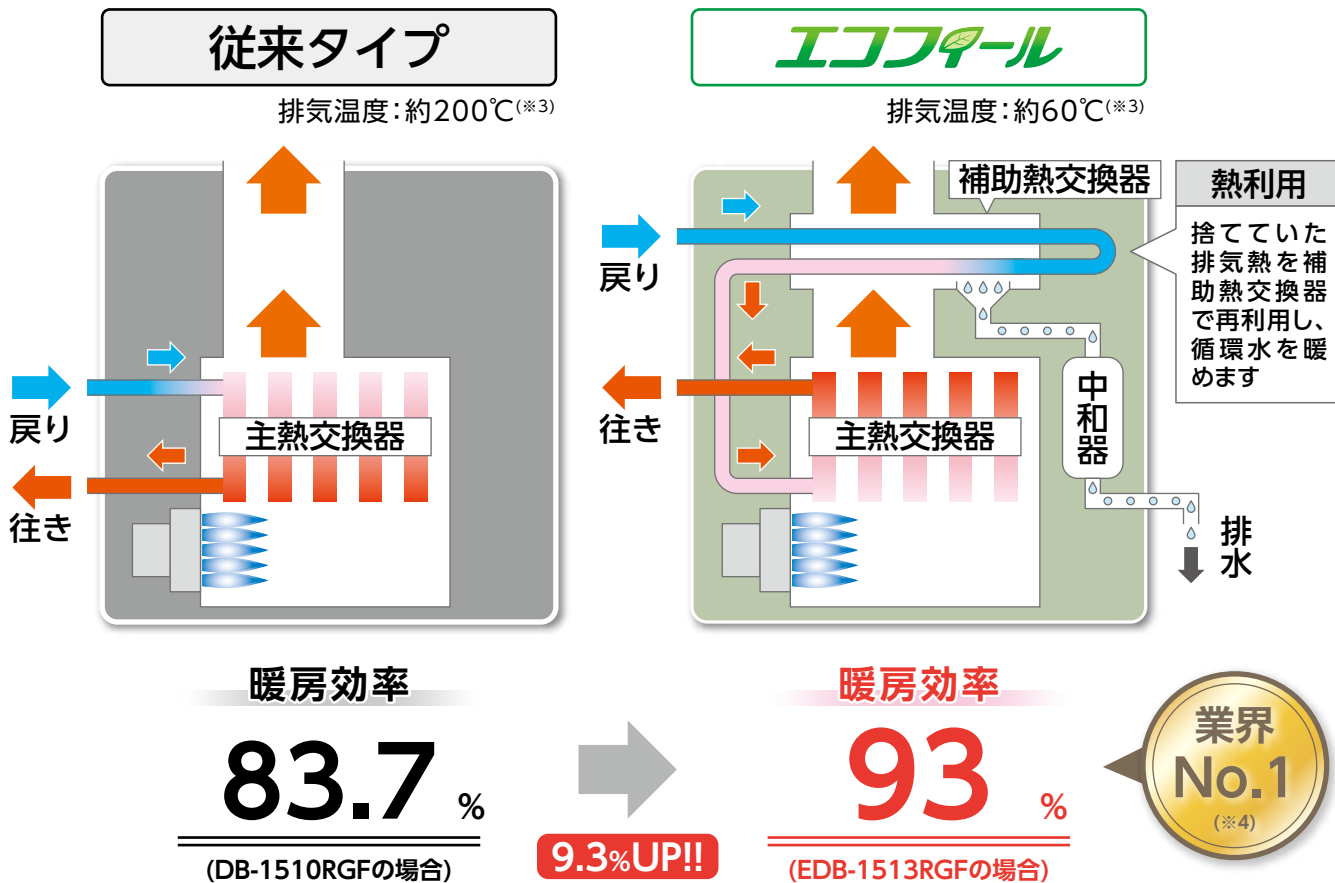 従来タイプ
排気温度：約200℃(※3)
戻り
往き
主熱交換器
暖房効率
83.7%
(DB-1510RGFの場合)
9.3%UP!!
エコフィール
排気温度：約60℃(※3)
補助熱交換器
熱利用
捨てていた
排気熱を補
助熱交換器
で再利用し、
循環水を暖
めます
戻り
往き
主熱交換器
中和器
排水
暖房効率
93%
(EDB-1513RGFの場合)
業界
No.1
(※4)